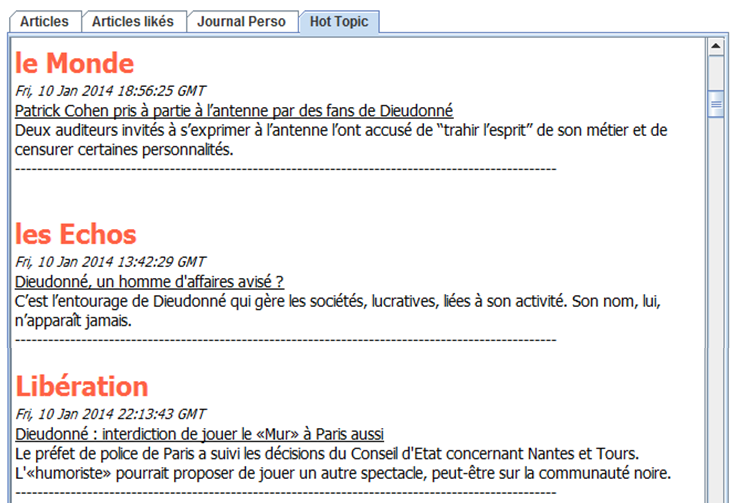 Articles Articles likés Journal Perso Hot Topic
le Monde
Fri, 10 Jan 2014 18:56:25 GMT
Patrick Cohen pris à partie à l’antenne par des fans de Dieudonné
Deux auditeurs invités à s’exprimer à l’antenne l’ont accusé de “trahir l’esprit” de son métier et de
censurer certaines personnalités.
----------------------------------------------------------------------------------------------------
les Echos
Fri, 10 Jan 2014 13:42:29 GMT
Dieudonné, un homme d'affaires avisé ?
C’est l’entourage de Dieudonné qui gère les sociétés, lucratives, liées à son activité. Son nom, lui,
n’apparaît jamais.
----------------------------------------------------------------------------------------------------
Libération
Fri, 10 Jan 2014 22:13:43 GMT
Dieudonné : interdiction de jouer le «Mur» à Paris aussi
Le préfet de police de Paris a suivi les décisions du Conseil d'Etat concernant Nantes et Tours.
L'«humoriste» pourrait proposer de jouer un autre spectacle, peut-être sur la communauté noire.
----------------------------------------------------------------------------------------------------